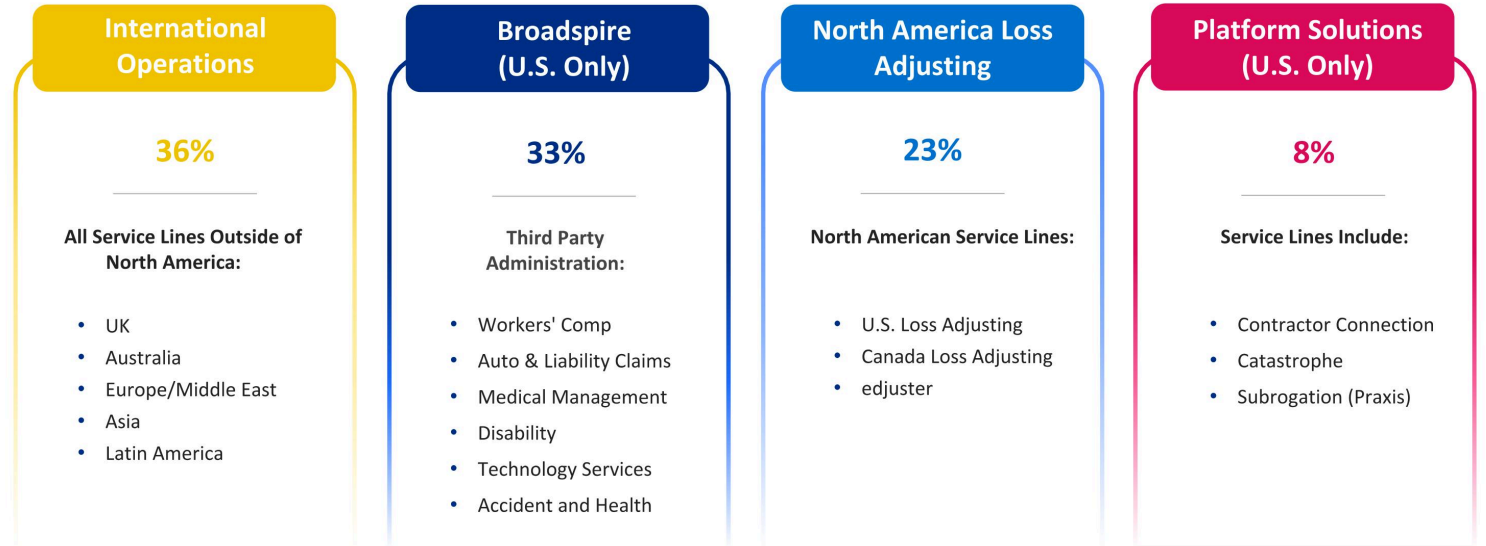 International
Operations
36%
All Service Lines Outside of
North America:
• UK
• Australia
• Europe/Middle East
• Asia
• Latin America
Broadspire
(U.S. Only)
33%
Third Party
Administration:
• Workers' Comp
• Auto & Liability Claims
• Medical Management
• Disability
• Technology Services
• Accident and Health
North America Loss
Adjusting
23%
North American Service Lines:
• U.S. Loss Adjusting
• Canada Loss Adjusting
• edjuster
Platform Solutions
(U.S. Only)
8%
Service Lines Include:
• Contractor Connection
• Catastrophe
• Subrogation (Praxis)